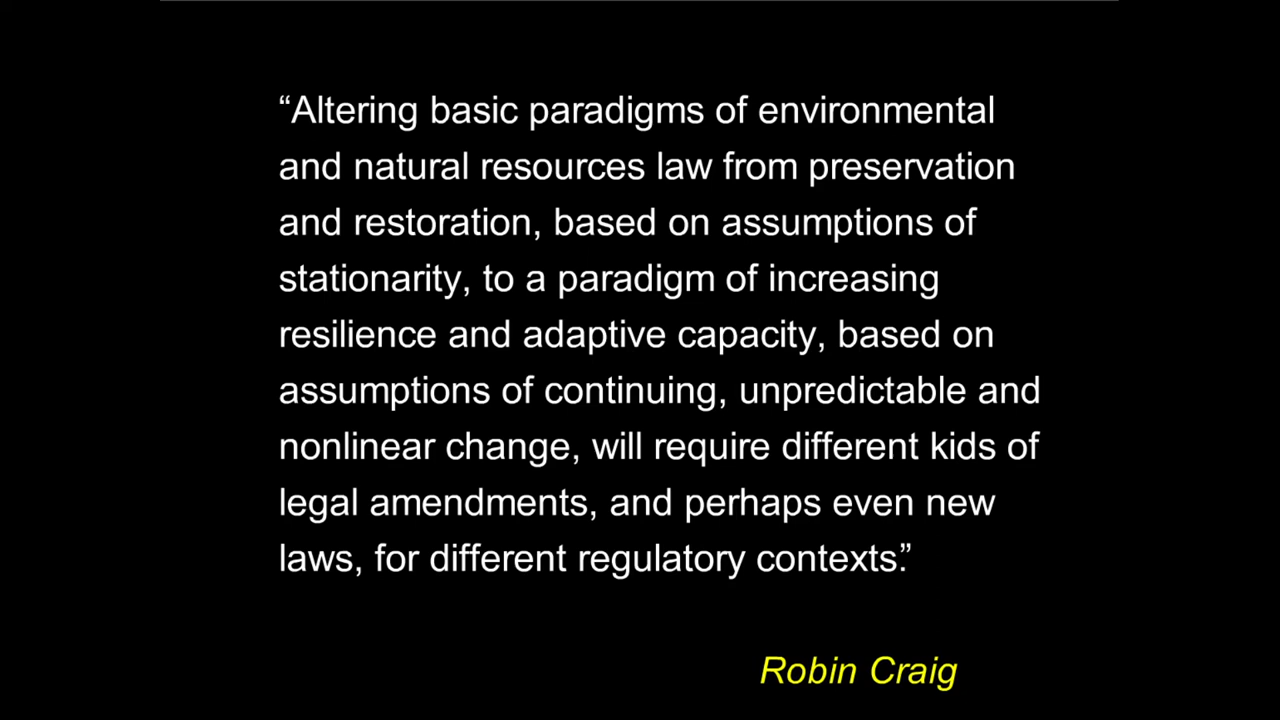 “Altering basic paradigms of environmental
and natural resources law from preservation
and restoration, based on assumptions of
stationarity, to a paradigm of increasing
resilience and adaptive capacity, based on
assumptions of continuing, unpredictable and
nonlinear change, will require different kids of
legal amendments, and perhaps even new
laws, for different regulatory contexts.”
Robin Craig